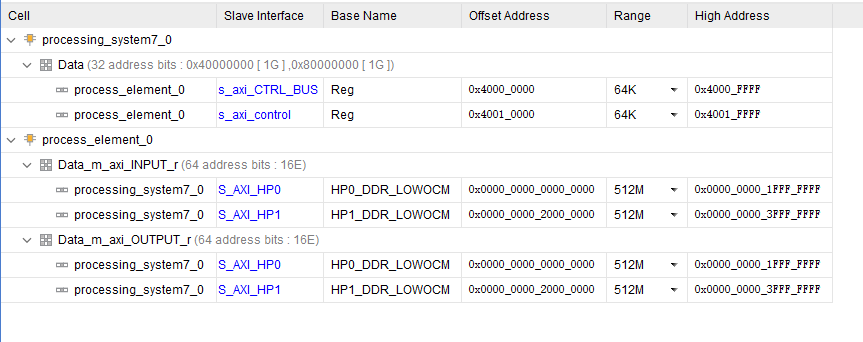 Cell Slave Interface Base Name Offset Address Range High Address
processing_system7_0
Data (32 address bits : 0x40000000 [ 1G ] ,0x80000000 [ 1G ])
process_element_0 s_axi_CTRL_BUS Reg 0x4000_0000 64K 0x4000_FFFF
process_element_0 s_axi_control Reg 0x4001_0000 64K 0x4001_FFFF
process_element_0
Data_m_axi_INPUT_r (64 address bits : 16E)
processing_system7_0 S_AXI_HP0 HP0_DDR_LOWOCM 0x0000_0000_0000_0000 512M 0x0000_0000_1FFF_FFFF
processing_system7_0 S_AXI_HP1 HP1_DDR_LOWOCM 0x0000_0000_2000_0000 512M 0x0000_0000_3FFF_FFFF
Data_m_axi_OUTPUT_r (64 address bits : 16E)
processing_system7_0 S_AXI_HP0 HP0_DDR_LOWOCM 0x0000_0000_0000_0000 512M 0x0000_0000_1FFF_FFFF
processing_system7_0 S_AXI_HP1 HP1_DDR_LOWOCM 0x0000_0000_2000_0000 512M 0x0000_0000_3FFF_FFFF